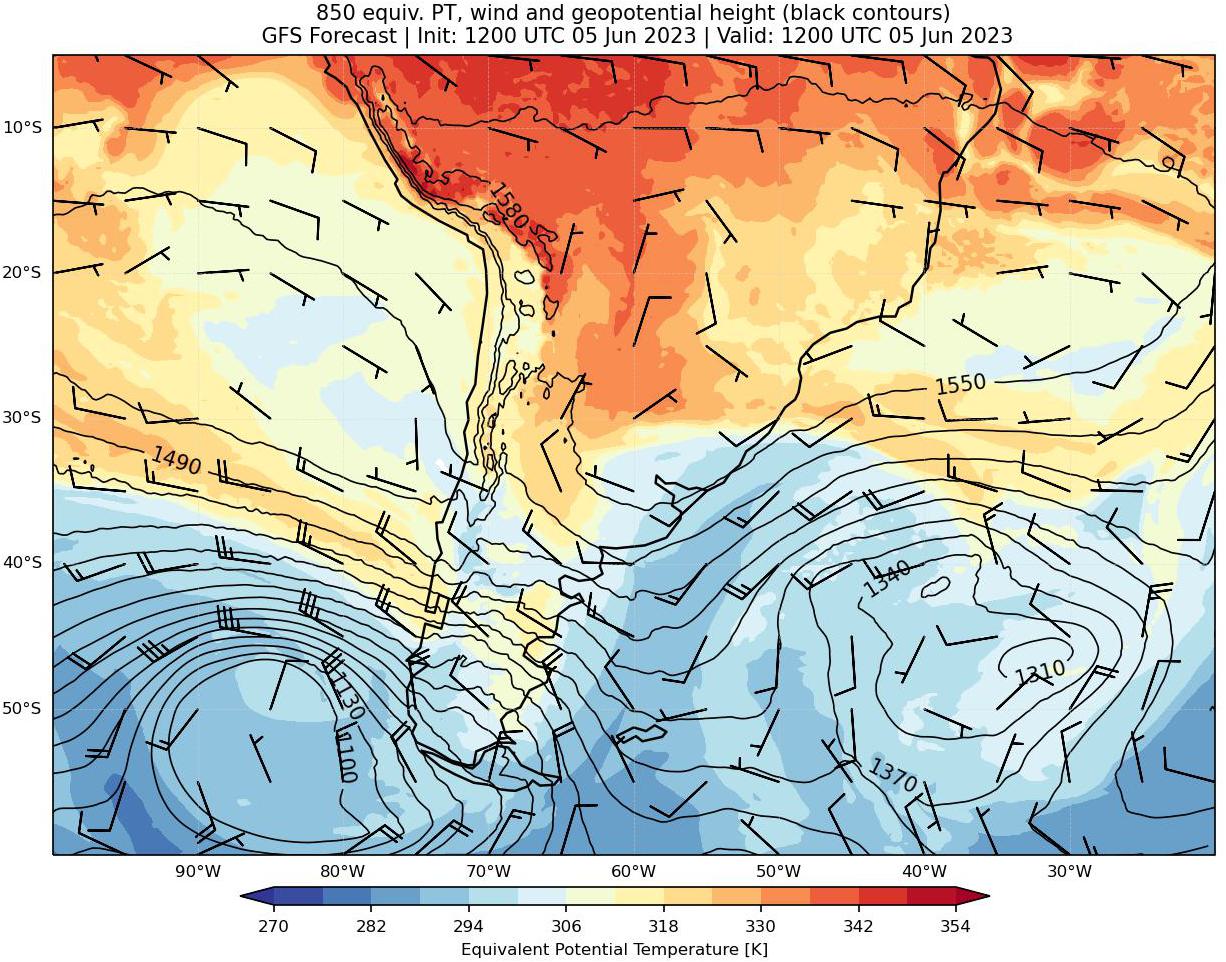 850 equiv. PT, wind and geopotential height (black contours)
GFS Forecast | Init: 1200 UTC 05 Jun 2023 | Valid: 1200 UTC 05 Jun 2023
10°S
1580
20°S
1550
30°S
1490
40°S
1340
1310
1130
50°S
1100
1370
90°W 80°W 70°W 60°W 50°W 40°W 30°W
270 282 294 306 318 330 342 354
Equivalent Potential Temperature [K]